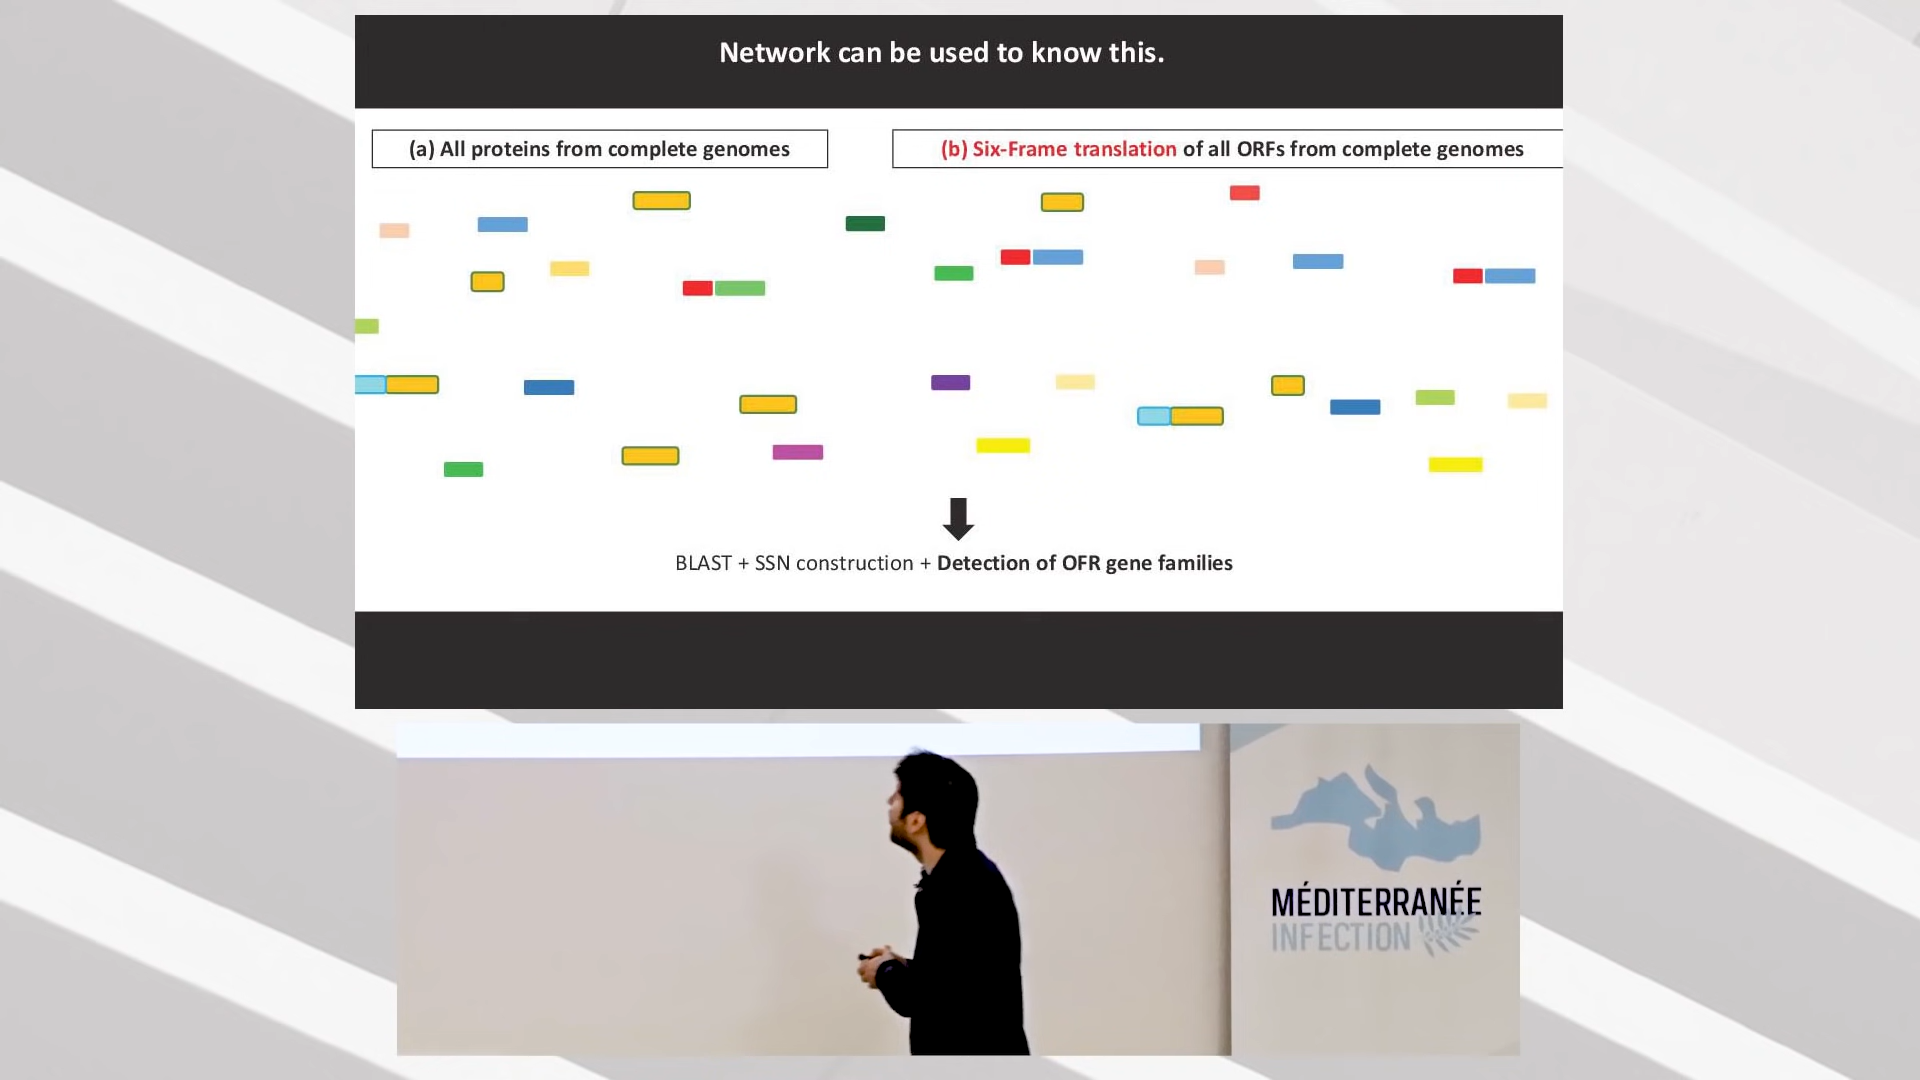 Network can be used to know this.
(a) All proteins from complete genomes
(b) Six-Frame translation of all ORFs from complete genomes
BLAST + SSN construction + Detection of OFR gene families
MÉDITERRANÉE
INFECTION